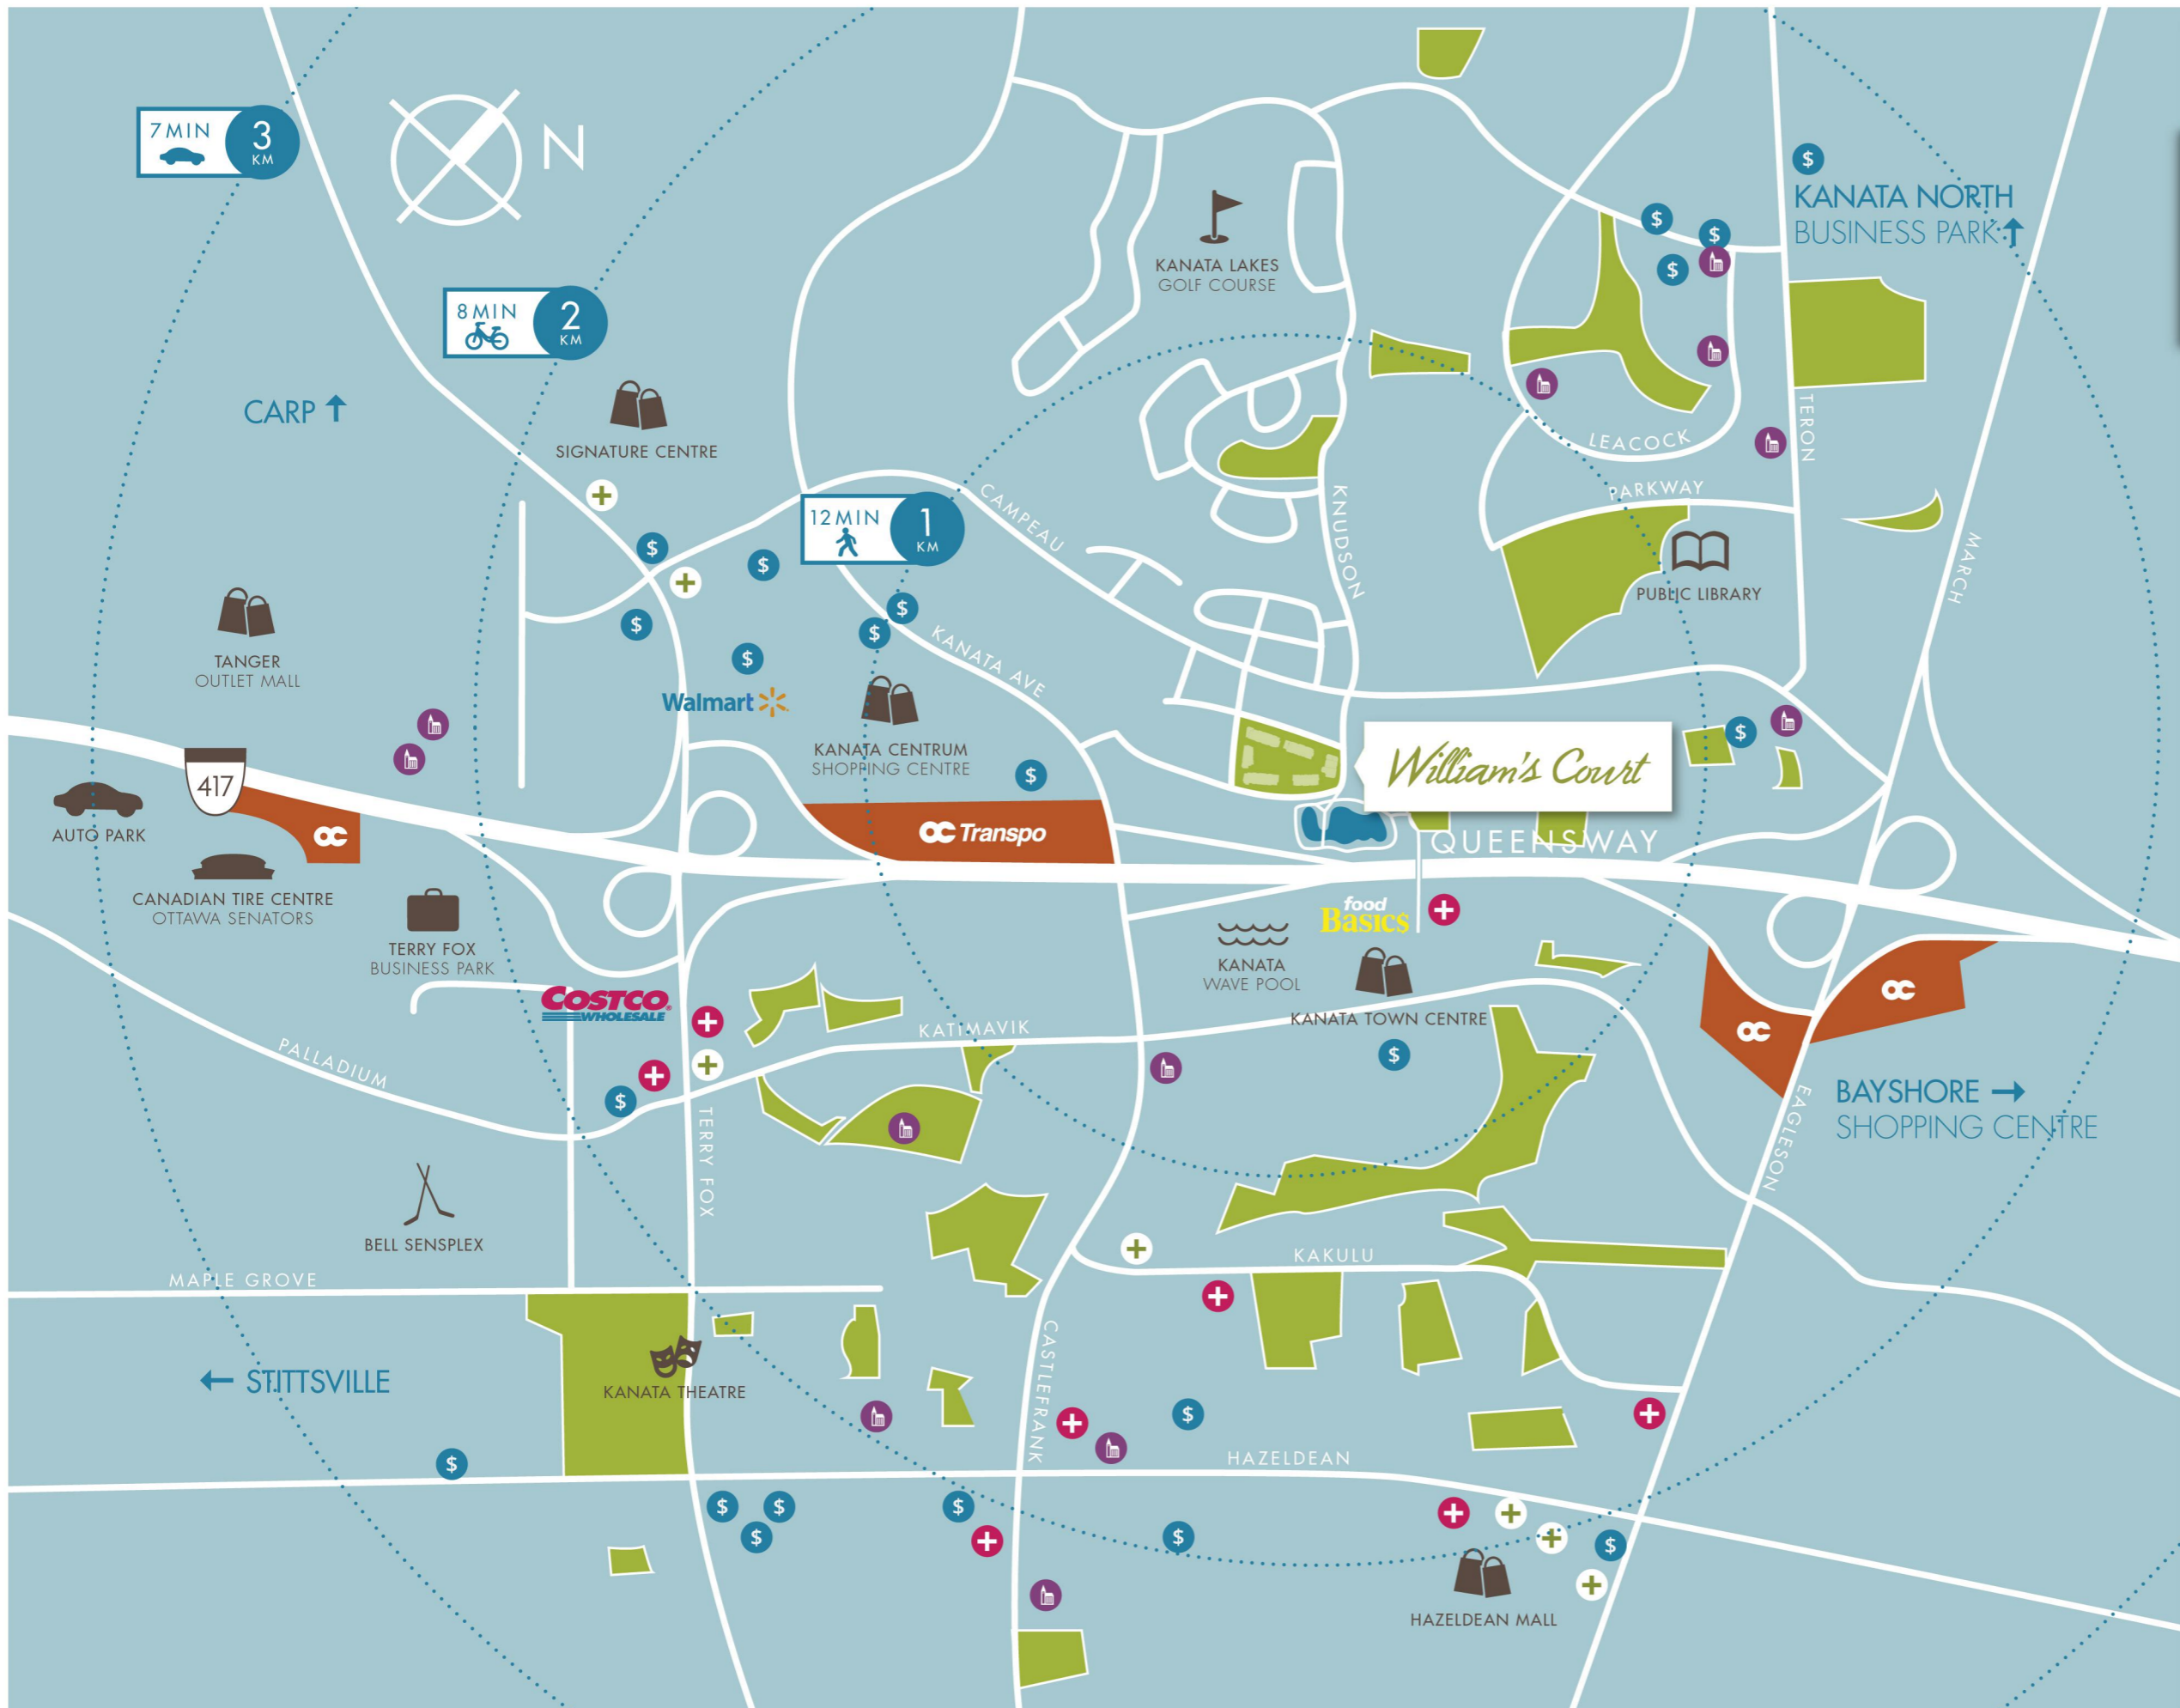 7 MIN
3
KM
N
$
KANATA NORTH
BUSINESS PARK
$
$
$
KANATA LAKES
GOLF COURSE
8 MIN
2
KM
CARP
SIGNATURE CENTRE
LEACOCK
TERON
PARKWAY
CAMPEAU
KNUDSON
12 MIN
1
KM
MARCH
PUBLIC LIBRARY
$
$
$
$
$
$
KANATA AVE
TANGER
OUTLET MALL
Walmart
KANATA CENTRUM
SHOPPING CENTRE
$
$
William's Court
417
AUTO PARK
OC
OC Transpo
QUEENSWAY
CANADIAN TIRE CENTRE
OTTAWA SENATORS
food
Basics
TERRY FOX
BUSINESS PARK
KANATA
WAVE POOL
COSTCO
WHOLESALE
KANATA TOWN CENTRE
KATIMAVIK
OC
OC
PALLADIUM
$
$
TERRY FOX
EAGLESON
BAYSHORE
SHOPPING CENTRE
BELL SENSPLEX
KAKULU
MAPLE GROVE
CASTLEFRANK
STITTSVILLE
KANATA THEATRE
$
HAZELDEAN
$
$
$
$
$
$
$
HAZELDEAN MALL